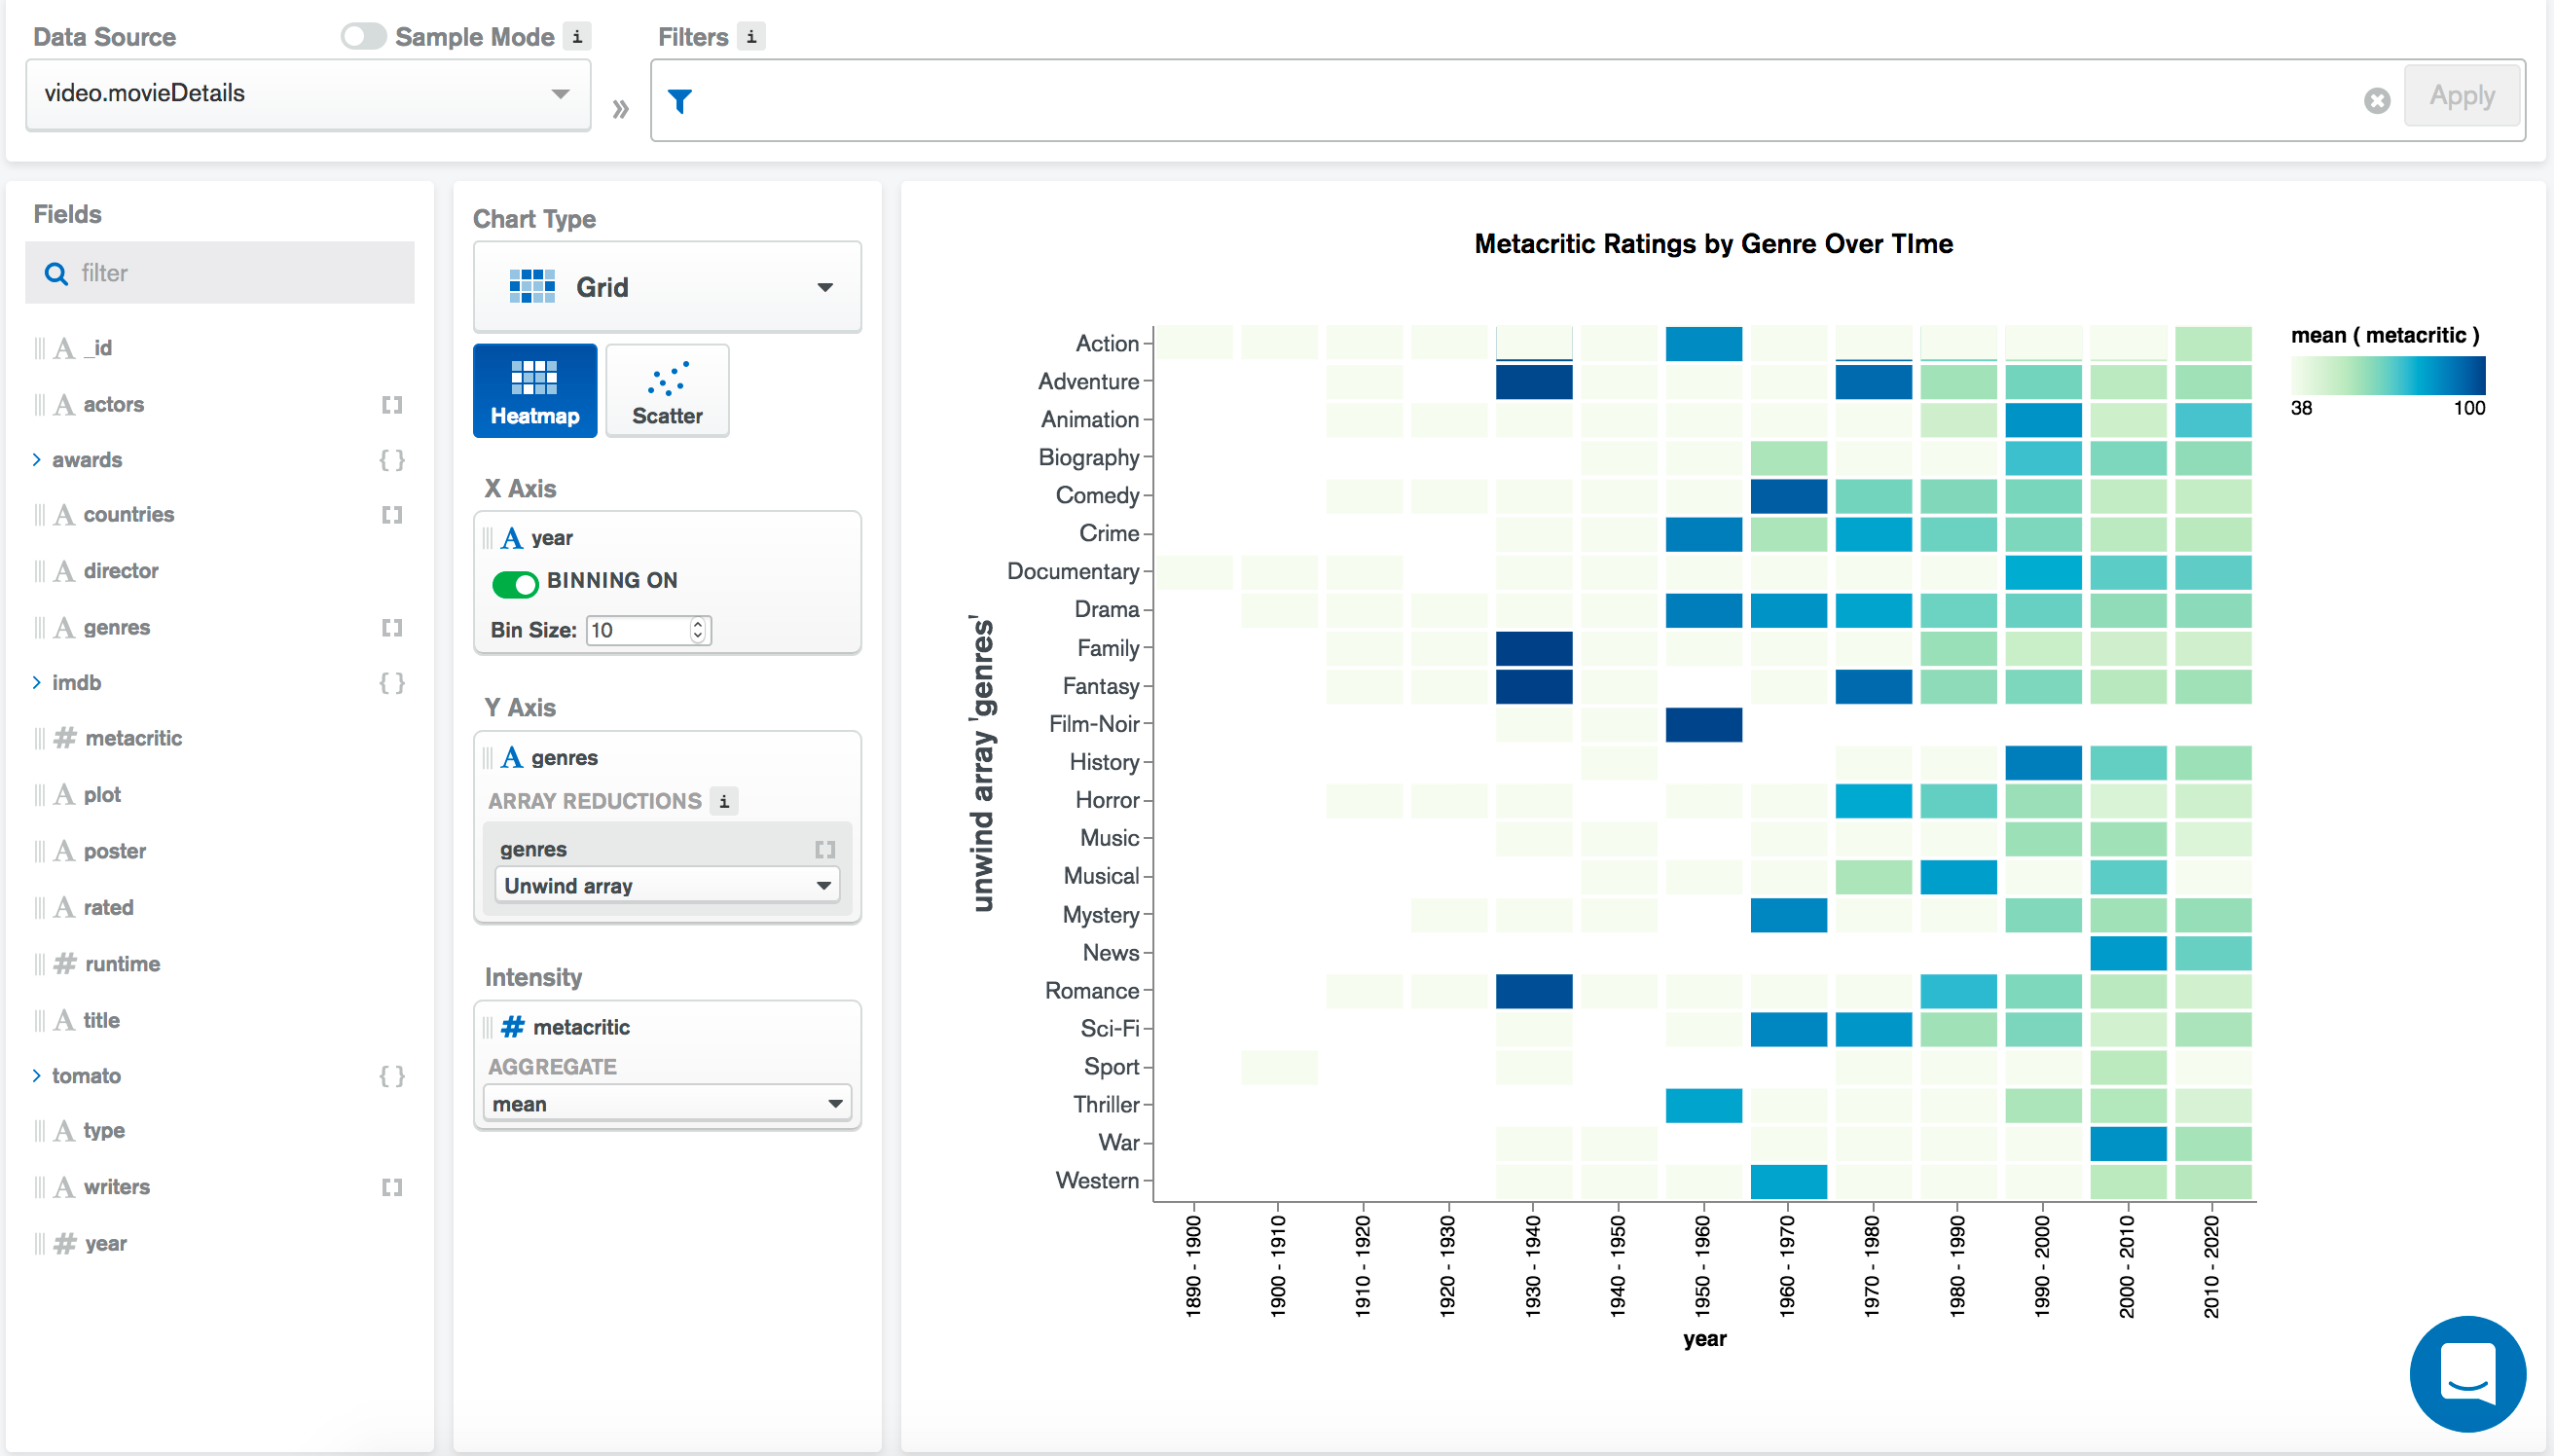 Data Source
Sample Mode i
Filters i
video.movieDetails
»
Apply
Fields
filter
A _id
A actors [ ]
> awards { }
A countries [ ]
A director
A genres [ ]
> imdb { }
# metacritic
A plot
A poster
A rated
# runtime
A title
> tomato { }
A type
A writers [ ]
# year
Chart Type
Grid
Heatmap
Scatter
X Axis
A year
BINNING ON
Bin Size: 10
Y Axis
A genres
ARRAY REDUCTIONS i
genres [ ]
Unwind array
Intensity
# metacritic
AGGREGATE
mean
Metacritic Ratings by Genre Over TIme
unwind array 'genres'
Action
Adventure
Animation
Biography
Comedy
Crime
Documentary
Drama
Family
Fantasy
Film-Noir
History
Horror
Music
Musical
Mystery
News
Romance
Sci-Fi
Sport
Thriller
War
Western
1890 - 1900
1900 - 1910
1910 - 1920
1920 - 1930
1930 - 1940
1940 - 1950
1950 - 1960
1960 - 1970
1970 - 1980
1980 - 1990
1990 - 2000
2000 - 2010
2010 - 2020
year
mean ( metacritic )
38 100